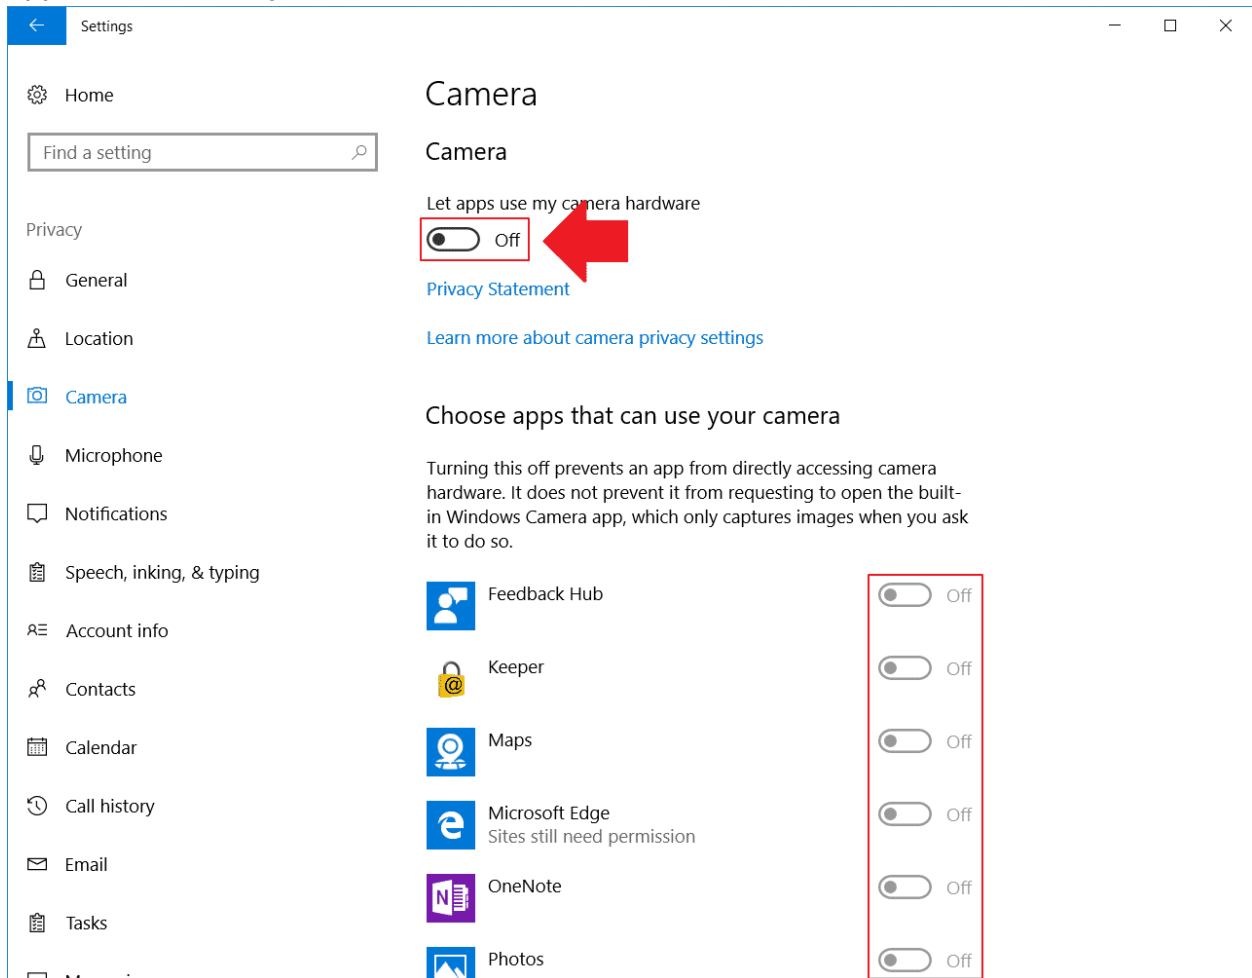 Settings
Home
Find a setting
Privacy
General
Location
Camera
Microphone
Notifications
Speech, inking, & typing
Account info
Contacts
Calendar
Call history
Email
Tasks
Camera
Camera
Let apps use my camera hardware
Off
Privacy Statement
Learn more about camera privacy settings
Choose apps that can use your camera
Turning this off prevents an app from directly accessing camera
hardware. It does not prevent it from requesting to open the built-
in Windows Camera app, which only captures images when you ask
it to do so.
Feedback Hub Off
@ Keeper Off
Maps Off
Microsoft Edge Off
Sites still need permission
N OneNote Off
Photos Off